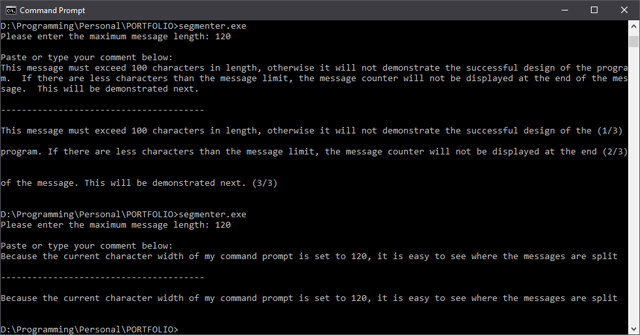 Command Prompt
D:\Programming\Personal\PORTFOLIO>segmenter.exe
Please enter the maximum message length: 120
Paste or type your comment below:
This message must exceed 100 characters in length, otherwise it will not demonstrate the successful design of the progra
m.  If there are less characters than the message limit, the message counter will not be displayed at the end of the mes
sage.  This will be demonstrated next.
---------------------------------------
This message must exceed 100 characters in length, otherwise it will not demonstrate the successful design of the (1/3)
program. If there are less characters than the message limit, the message counter will not be displayed at the end (2/3)
of the message. This will be demonstrated next. (3/3)
D:\Programming\Personal\PORTFOLIO>segmenter.exe
Please enter the maximum message length: 120
Paste or type your comment below:
Because the current character width of my command prompt is set to 120, it is easy to see where the messages are split
---------------------------------------
Because the current character width of my command prompt is set to 120, it is easy to see where the messages are split
D:\Programming\Personal\PORTFOLIO>